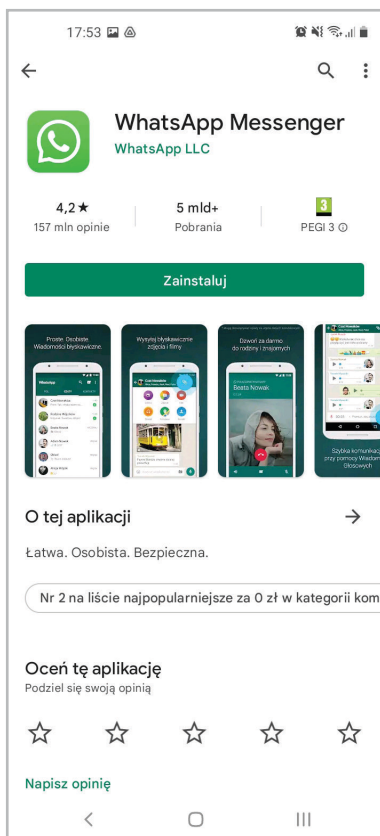 17:53
WhatsApp Messenger
WhatsApp LLC
4,2★
157 mln opinie
5 mld+
Pobrania
3
PEGI 3
Zainstaluj
Proste. Osobiste.
Wiadomości błyskawiczne.
Wysyłaj błyskawicznie
zdjęcia i filmy
Dzwoń za darmo
do rodziny i znajomych
Beata Nowak
Szybka komunikac
przy pomocy Wiadom
Głosowych
O tej aplikacji
Łatwa. Osobista. Bezpieczna.
Nr 2 na liście najpopularniejsze za 0 zł w kategorii kom
Oceń tę aplikację
Podziel się swoją opinią
Napisz opinię